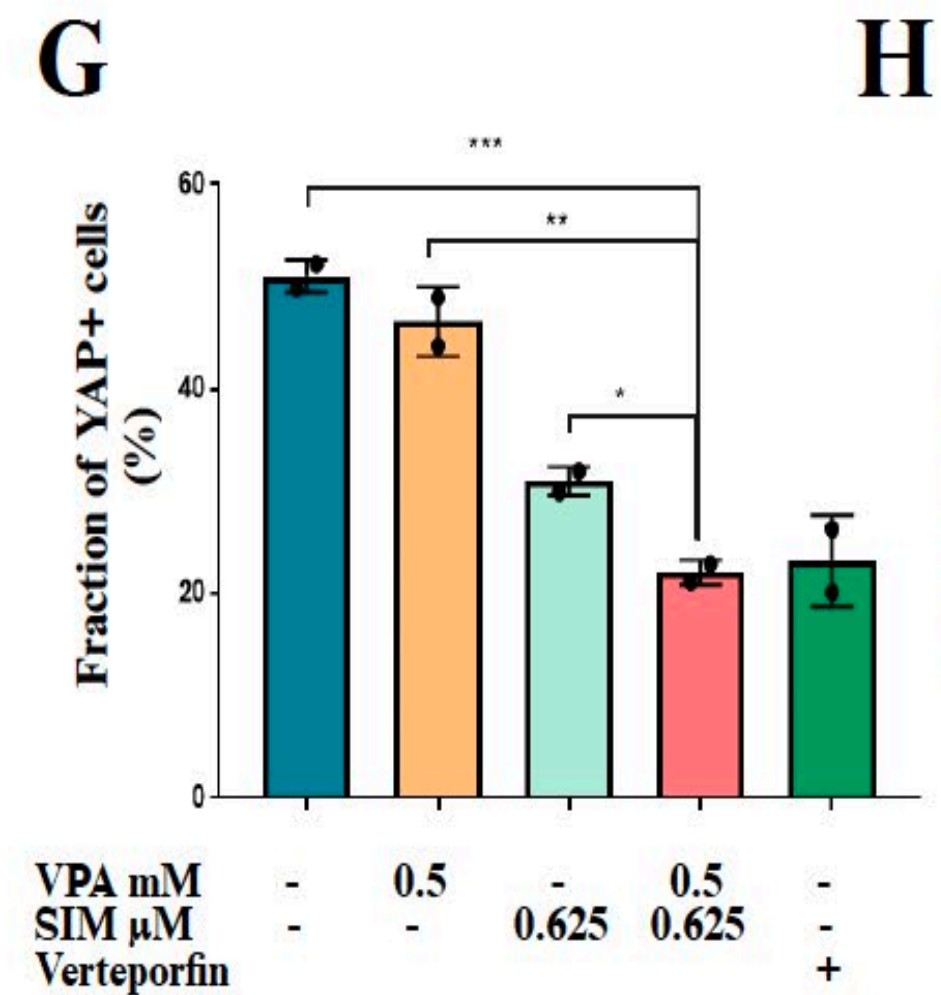 G H
***
60
**
40
*
20
0
Fraction of YAP+ cells
(%)
VPA mM - 0.5 - 0.5 -
SIM µM - - 0.625 0.625 -
Verteporfin +